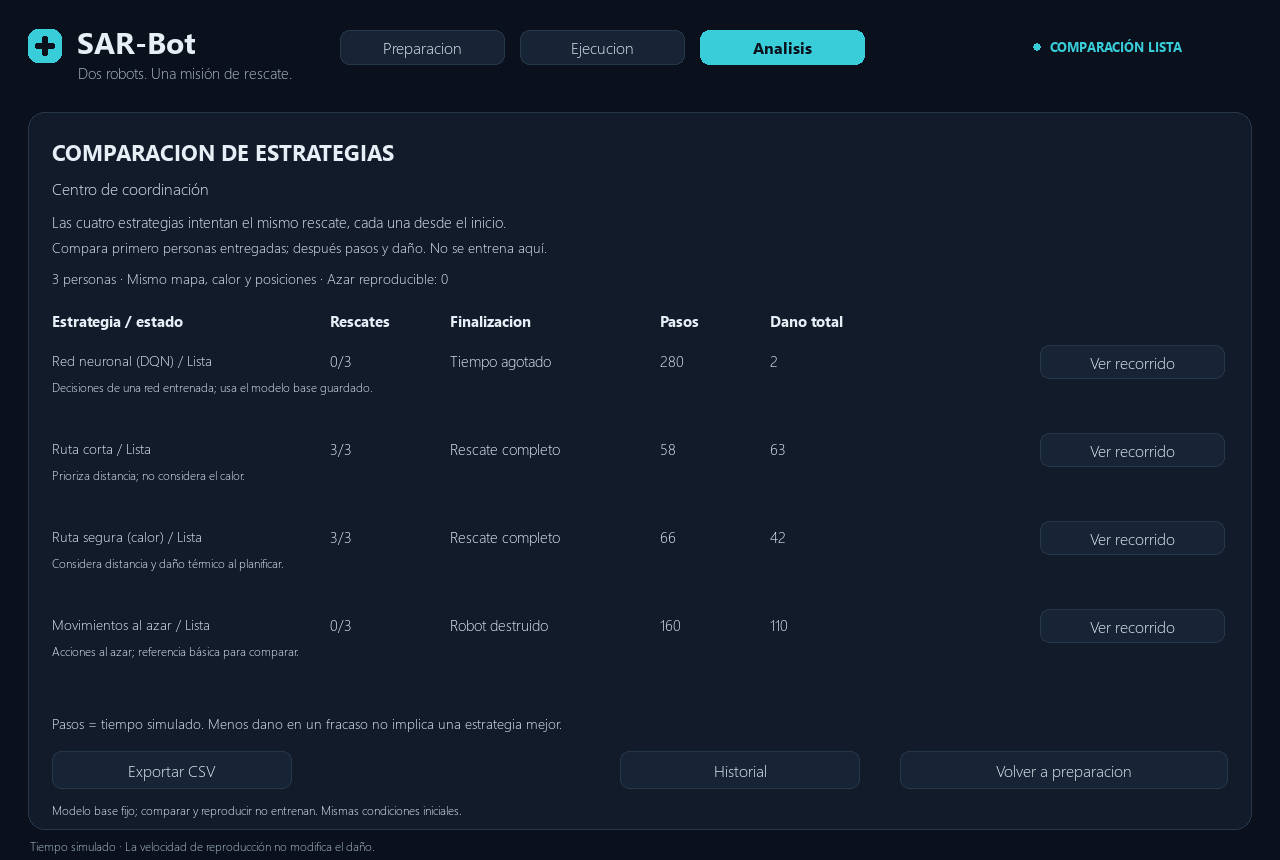 SAR-Bot
Dos robots. Una misión de rescate.
Preparacion
Ejecucion
Analisis
COMPARACIÓN LISTA
COMPARACION DE ESTRATEGIAS
Centro de coordinación
Las cuatro estrategias intentan el mismo rescate, cada una desde el inicio.
Compara primero personas entregadas; después pasos y daño. No se entrena aquí.
3 personas · Mismo mapa, calor y posiciones · Azar reproducible: 0
Estrategia / estado Rescates Finalizacion Pasos Dano total
Red neuronal (DQN) / Lista 0/3 Tiempo agotado 280 2 Ver recorrido
Decisiones de una red entrenada; usa el modelo base guardado.
Ruta corta / Lista 3/3 Rescate completo 58 63 Ver recorrido
Prioriza distancia; no considera el calor.
Ruta segura (calor) / Lista 3/3 Rescate completo 66 42 Ver recorrido
Considera distancia y daño térmico al planificar.
Movimientos al azar / Lista 0/3 Robot destruido 160 110 Ver recorrido
Acciones al azar; referencia básica para comparar.
Pasos = tiempo simulado. Menos dano en un fracaso no implica una estrategia mejor.
Exportar CSV Historial Volver a preparacion
Modelo base fijo; comparar y reproducir no entrenan. Mismas condiciones iniciales.
Tiempo simulado · La velocidad de reproducción no modifica el daño.